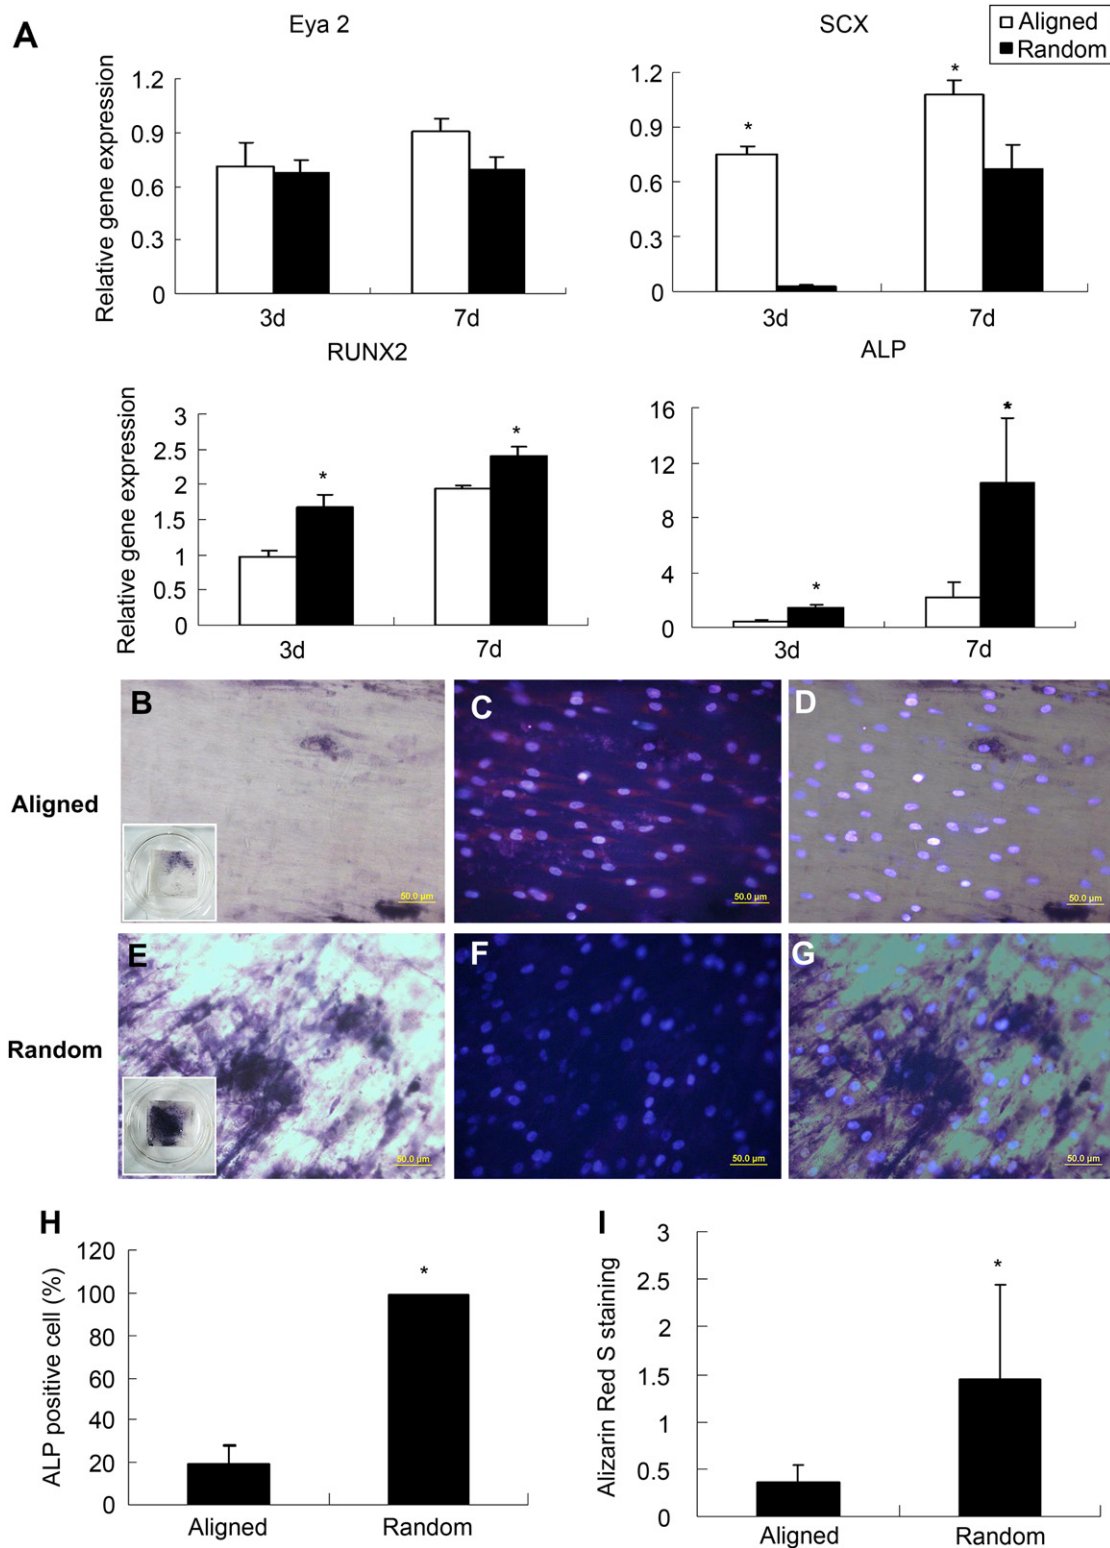 A
Eya 2
SCX
Aligned
Random
Relative gene expression
1.2
0.9
0.6
0.3
0
3d
7d
1.2
0.9
0.6
0.3
0
*
*
3d
7d
RUNX2
ALP
Relative gene expression
3
2.5
2
1.5
1
0.5
0
*
*
3d
7d
16
12
8
4
0
*
*
3d
7d
Aligned
B
50.0 µm
C
50.0 µm
D
50.0 µm
Random
E
50.0 µm
F
50.0 µm
G
50.0 µm
H
ALP positive cell (%)
120
100
80
60
40
20
0
*
Aligned
Random
I
Alizarin Red S staining
3
2.5
2
1.5
1
0.5
0
*
Aligned
Random